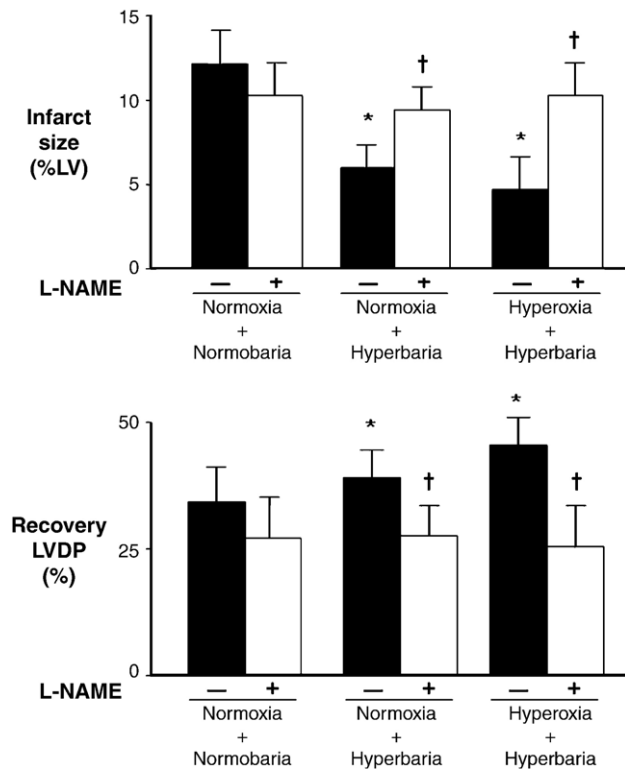 15
10
5
0
Infarct
size
(%LV)
†
†
*
*
L-NAME
– + – + – +
Normoxia Normoxia Hyperoxia
+ + +
Normobaria Hyperbaria Hyperbaria
50
25
0
Recovery
LVDP
(%)
*
*
†
†
L-NAME
– + – + – +
Normoxia Normoxia Hyperoxia
+ + +
Normobaria Hyperbaria Hyperbaria